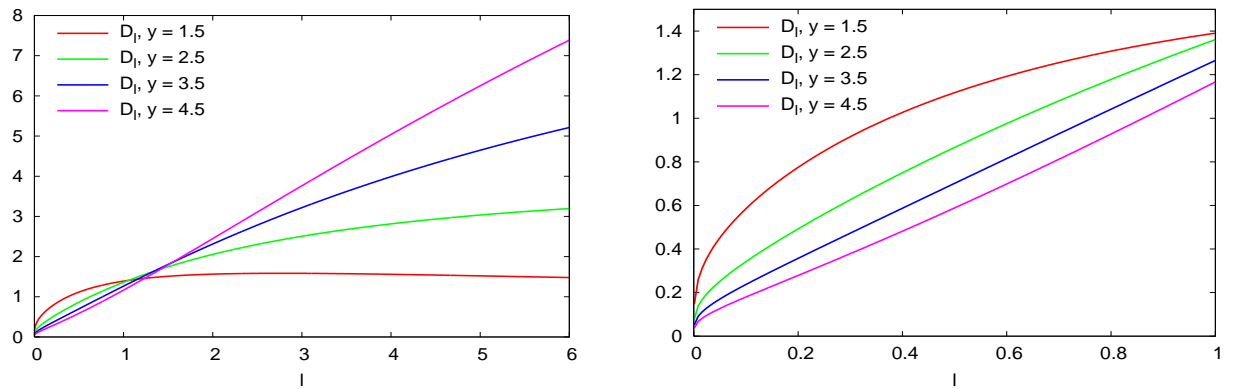 8
7
6
5
4
3
2
1
0
D_l, y = 1.5
D_l, y = 2.5
D_l, y = 3.5
D_l, y = 4.5
0 1 2 3 4 5 6
l
1.4
1.2
1
0.8
0.6
0.4
0.2
0
D_l, y = 1.5
D_l, y = 2.5
D_l, y = 3.5
D_l, y = 4.5
0 0.2 0.4 0.6 0.8 1
l